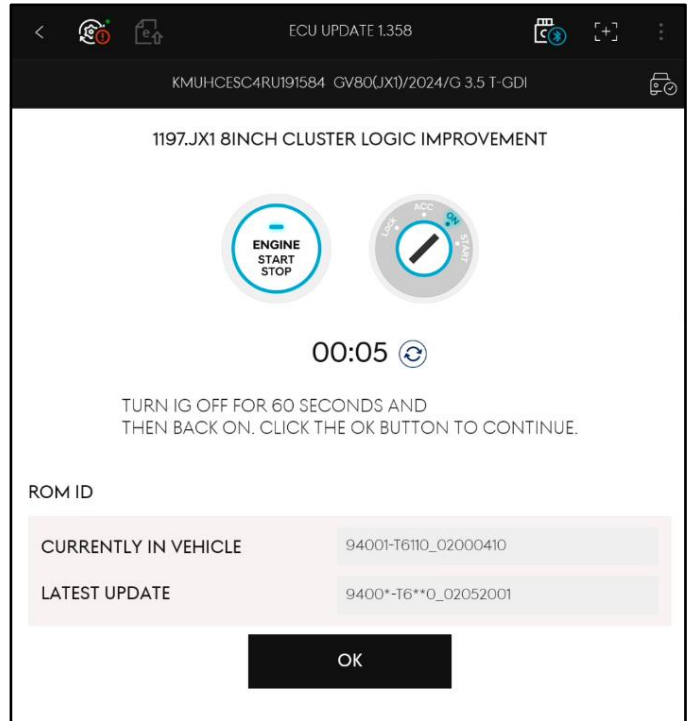 ECU UPDATE 1.358
KMUHCESC4RU191584 GV80(JX1)/2024/G 3.5 T-GDI
1197.JX1 8INCH CLUSTER LOGIC IMPROVEMENT
ENGINE
START
STOP
LOCK
ACC
ON
START
00:05
TURN IG OFF FOR 60 SECONDS AND
THEN BACK ON. CLICK THE OK BUTTON TO CONTINUE.
ROM ID
CURRENTLY IN VEHICLE 94001-T6110_02000410
LATEST UPDATE 9400*-T6**0_02052001
OK